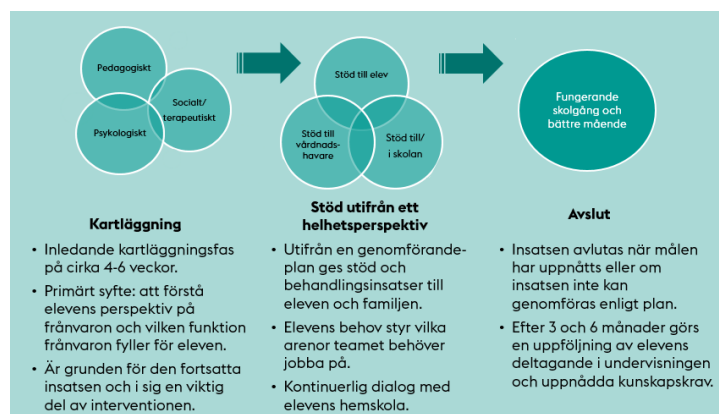 Pedagogiskt
Socialt/
terapeutiskt
Psykologiskt
Stöd till elev
Stöd till
vårdnads-
havare
Stöd till/
i skolan
Fungerande
skolgång och
bättre mående
Kartläggning
• Inledande kartläggningsfas
på cirka 4-6 veckor.
• Primärt syfte: att förstå
elevens perspektiv på
frånvaron och vilken funktion
frånvaron fyller för eleven.
• Är grunden för den fortsatta
insatsen och i sig en viktig
del av interventionen.
Stöd utifrån ett
helhetsperspektiv
• Utifrån en genomförande-
plan ges stöd och
behandlingsinsatser till
eleven och familjen.
• Elevens behov styr vilka
arenor teamet behöver
jobba på.
• Kontinuerlig dialog med
elevens hemskola.
Avslut
• Insatsen avlutas när målen
har uppnåtts eller om
insatsen inte kan
genomföras enligt plan.
• Efter 3 och 6 månader görs
en uppföljning av elevens
deltagande i undervisningen
och uppnådda kunskapskrav.